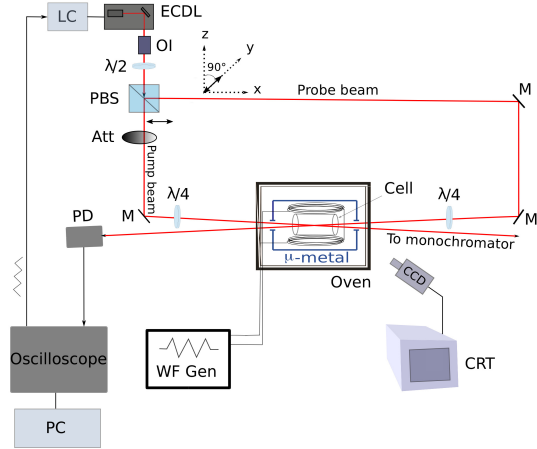 LC
ECDL
OI
λ/2
PBS
Att
Pump beam
z
y
90°
x
Probe beam
M
M
λ/4
PD
Cell
λ/4
M
μ-metal
To monochromator
Oven
CCD
Oscilloscope
WF Gen
CRT
PC